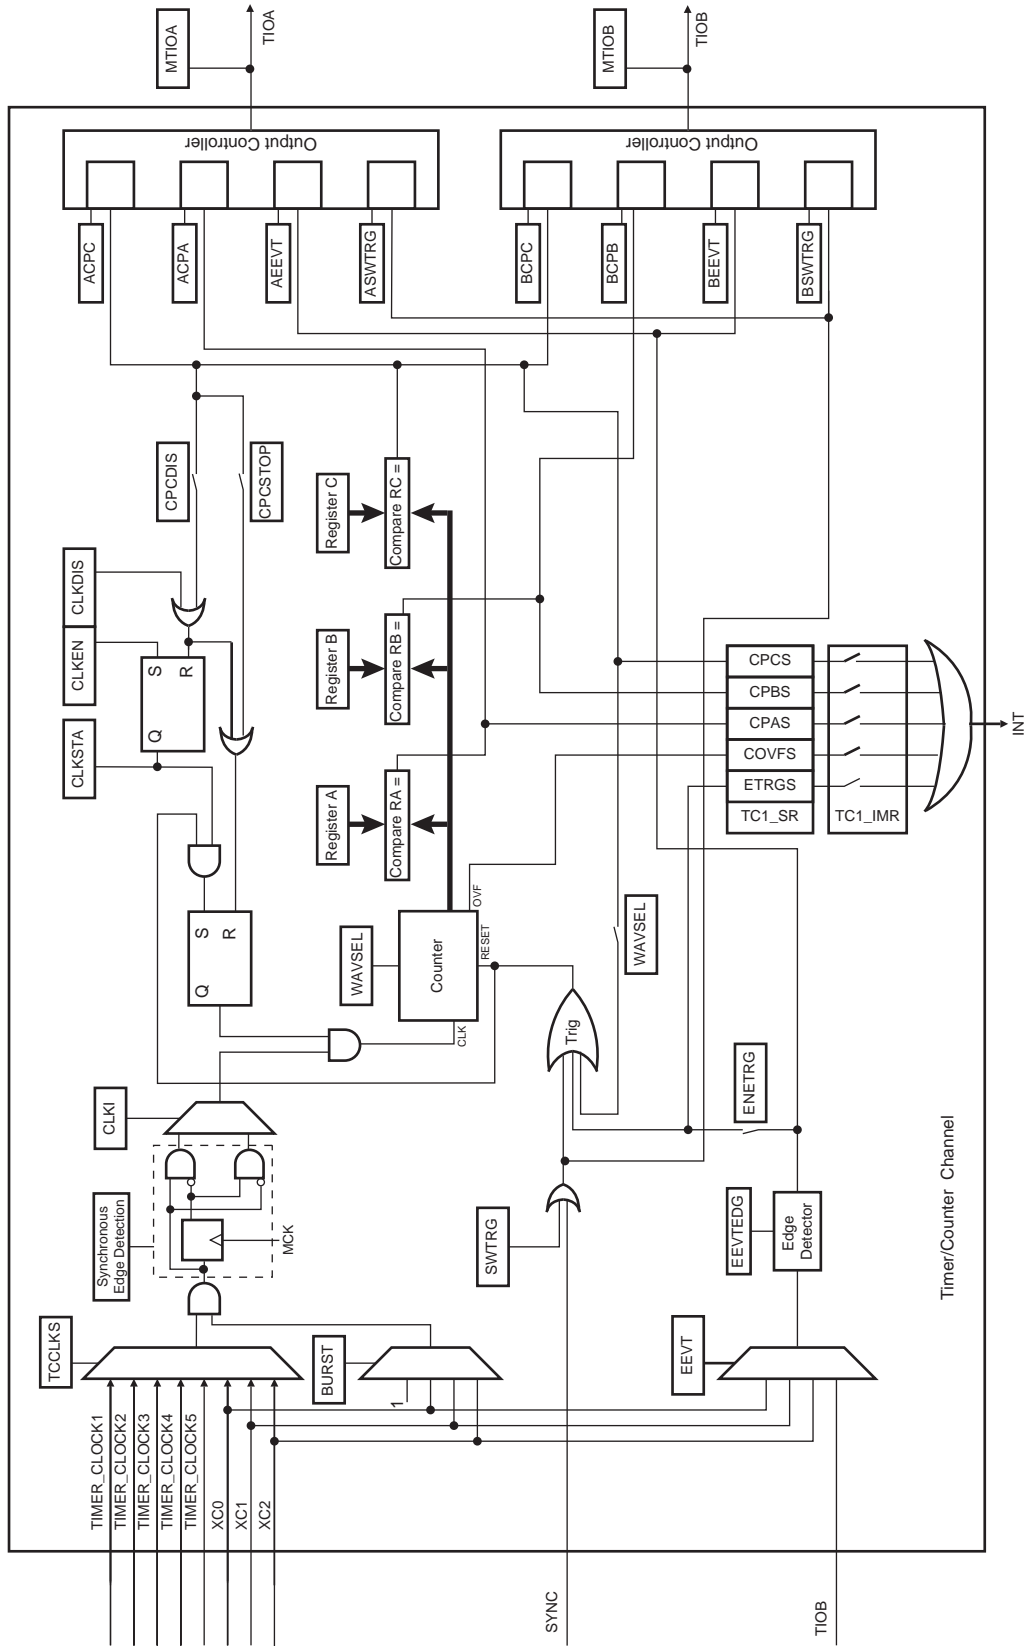 TCCLKS
TIMER_CLOCK1
TIMER_CLOCK2
TIMER_CLOCK3
TIMER_CLOCK4
TIMER_CLOCK5
XC0
XC1
XC2
Synchronous
Edge Detection
CLKI
MCK
BURST
1
CLKSTA
CLKEN
CLKDIS
Q
S
R
Q
S
R
CPCDIS
CPCSTOP
ACPC
ACPA
AEEVT
ASWTRG
Output Controller
MTIOA
TIOA
WAVSEL
Counter
CLK
RESET
OVF
Register A
Register B
Register C
Compare RA =
Compare RB =
Compare RC =
BCPC
BCPB
BEEVT
BSWTRG
Output Controller
MTIOB
TIOB
SYNC
SWTRG
Trig
WAVSEL
TIOB
EEVT
EEVTEDG
Edge
Detector
ENETRG
CPCS
CPBS
CPAS
COVFS
ETRGS
TC1_SR
TC1_IMR
INT
Timer/Counter Channel